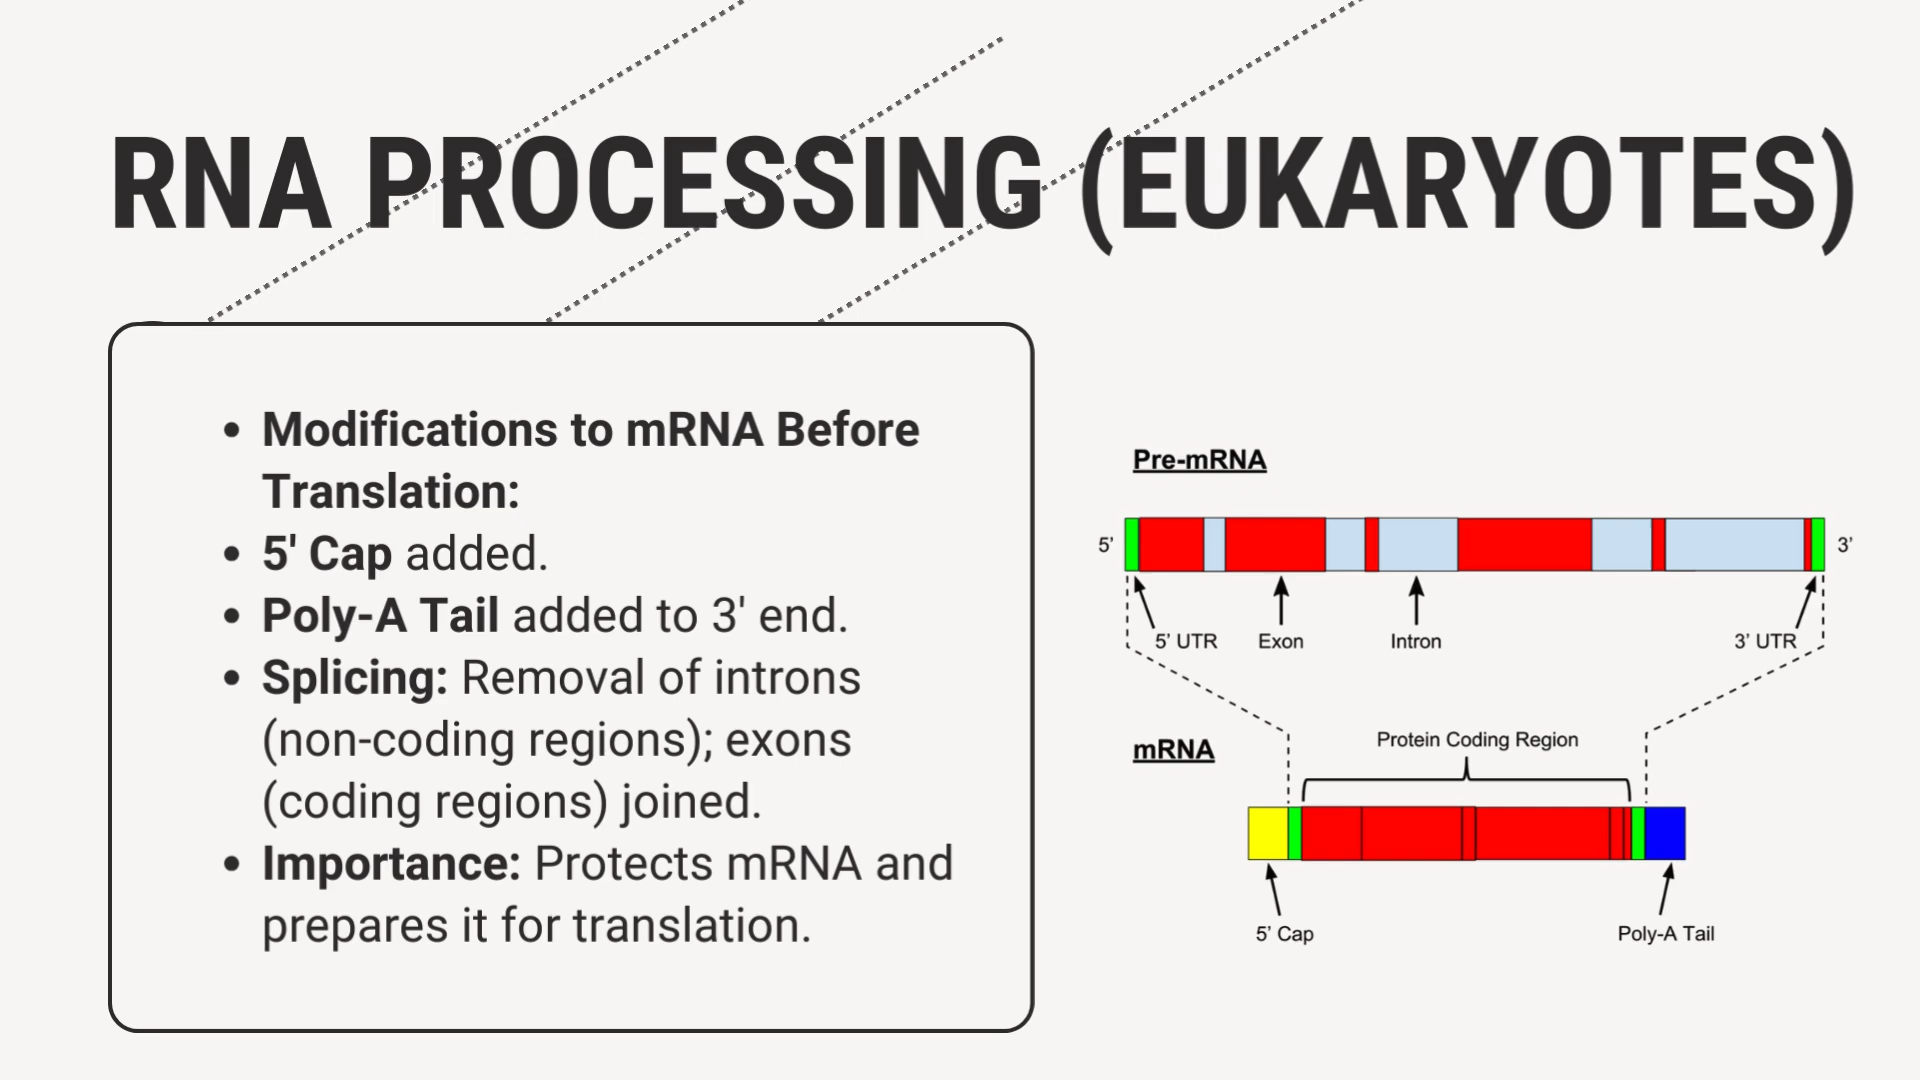 RNA PROCESSING (EUKARYOTES)
• Modifications to mRNA Before
Translation:
• 5' Cap added.
• Poly-A Tail added to 3' end.
• Splicing: Removal of introns
(non-coding regions); exons
(coding regions) joined.
• Importance: Protects mRNA and
prepares it for translation.
Pre-mRNA
5’ 3’
5’ UTR Exon Intron 3’ UTR
Protein Coding Region
mRNA
5’ Cap Poly-A Tail